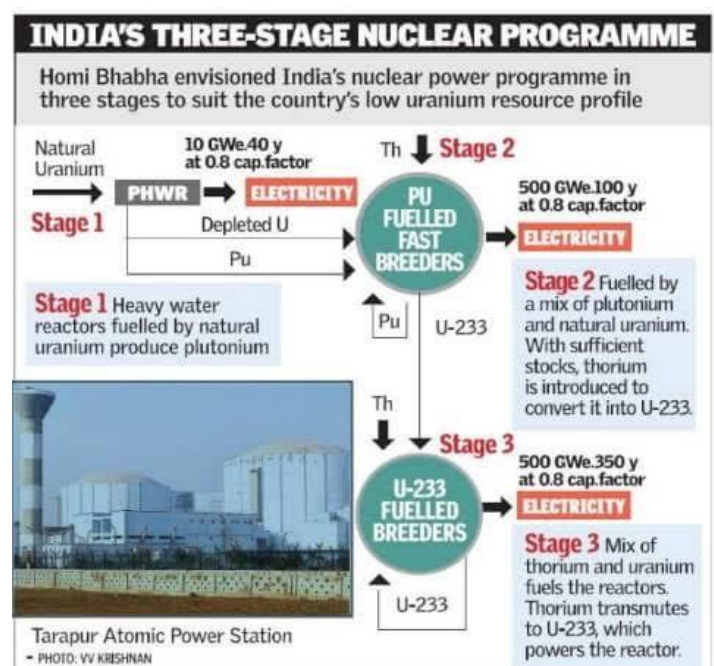 INDIA'S THREE-STAGE NUCLEAR PROGRAMME
Homi Bhabha envisioned India's nuclear power programme in
three stages to suit the country's low uranium resource profile
Natural
Uranium
10 GWe.40 y
at 0.8 cap.factor
Th
Stage 2
PHWR
ELECTRICITY
Stage 1
Depleted U
Pu
PU
FUELLED
FAST
BREEDERS
500 GWe.100 y
at 0.8 cap.factor
ELECTRICITY
Stage 1 Heavy water
reactors fuelled by natural
uranium produce plutonium
Pu
U-233
Stage 2 Fuelled by
a mix of plutonium
and natural uranium.
With sufficient
stocks, thorium
is introduced to
convert it into U-233.
Th
Stage 3
U-233
FUELLED
BREEDERS
500 GWe.350 y
at 0.8 cap.factor
ELECTRICITY
U-233
Stage 3 Mix of
thorium and uranium
fuels the reactors.
Thorium transmutes
to U-233, which
powers the reactor.
Tarapur Atomic Power Station
- PHOTO: VV KRISHNAN